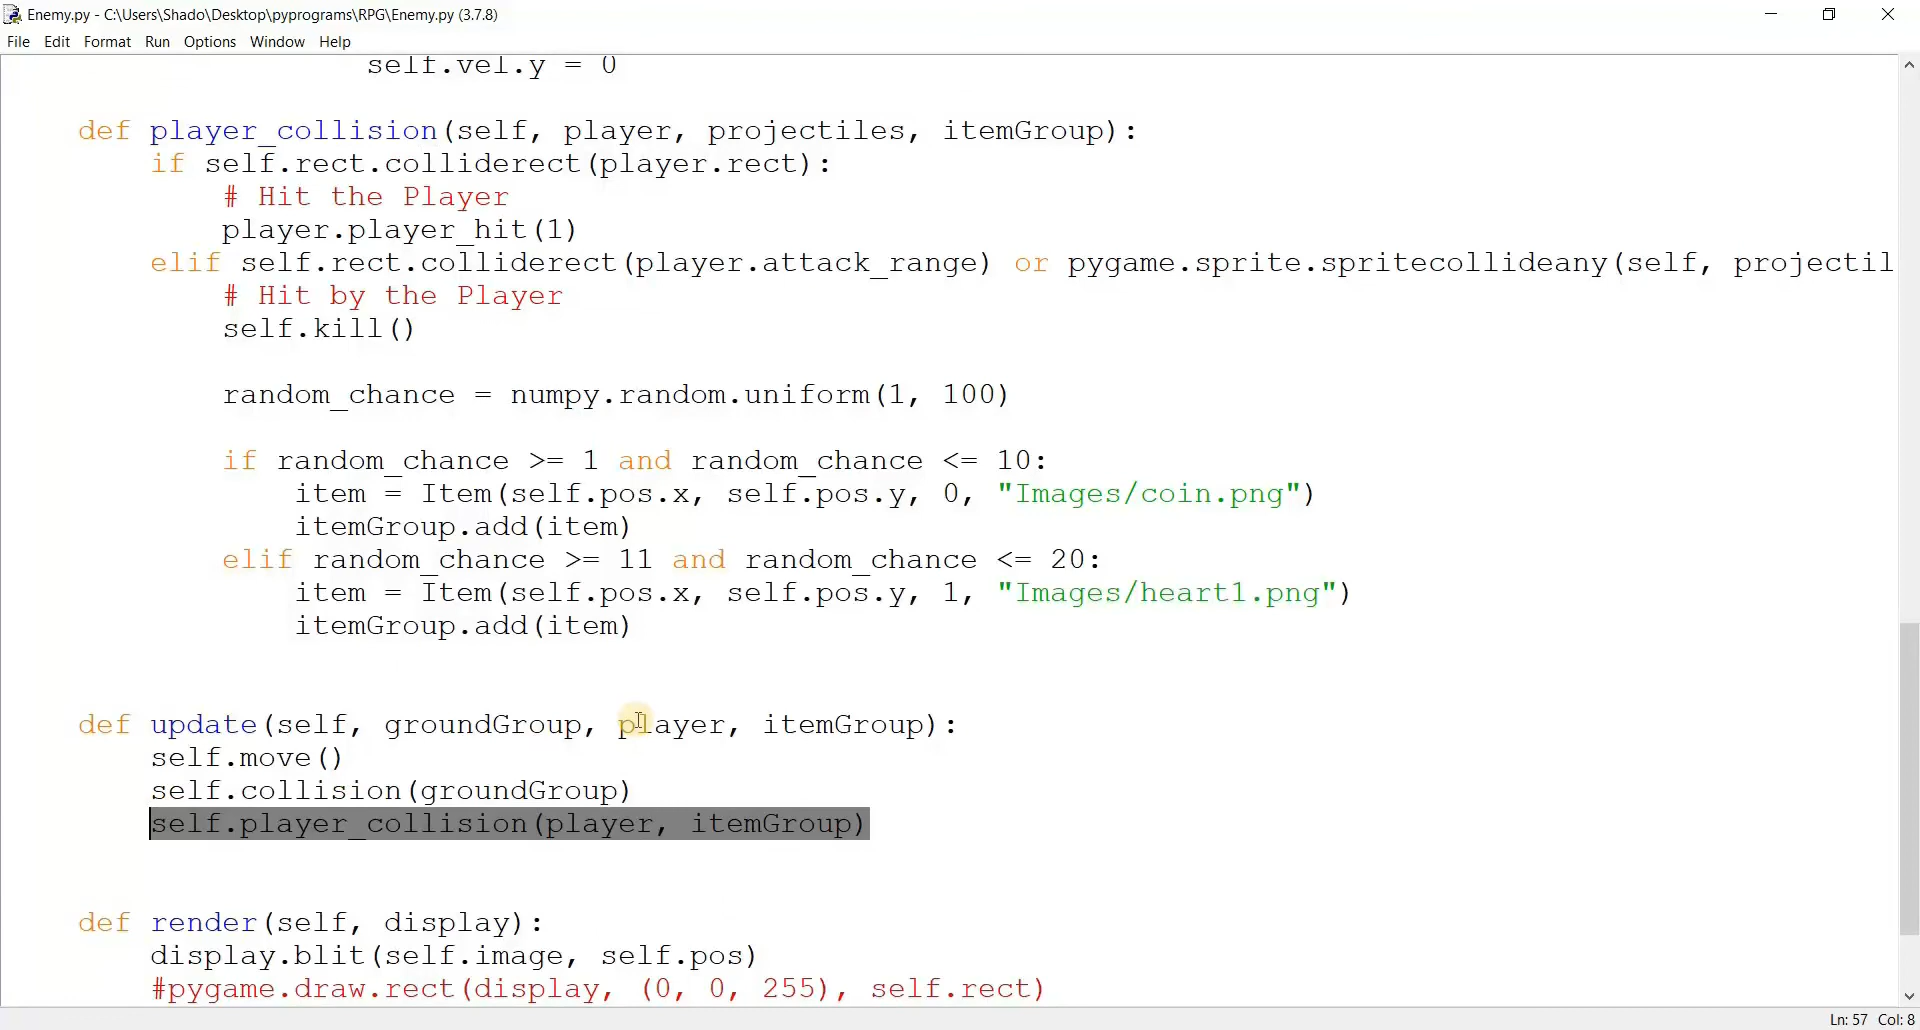 Enemy.py - C:\Users\Shado\Desktop\pyprograms\RPG\Enemy.py (3.7.8)
File Edit Format Run Options Window Help
self.vel.y = 0
def player_collision(self, player, projectiles, itemGroup):
if self.rect.colliderect(player.rect):
# Hit the Player
player.player_hit(1)
elif self.rect.colliderect(player.attack_range) or pygame.sprite.spritecollideany(self, projectil
# Hit by the Player
self.kill()
random_chance = numpy.random.uniform(1, 100)
if random_chance >= 1 and random_chance <= 10:
item = Item(self.pos.x, self.pos.y, 0, "Images/coin.png")
itemGroup.add(item)
elif random_chance >= 11 and random_chance <= 20:
item = Item(self.pos.x, self.pos.y, 1, "Images/heart1.png")
itemGroup.add(item)
def update(self, groundGroup, player, itemGroup):
self.move()
self.collision(groundGroup)
self.player_collision(player, itemGroup)
def render(self, display):
display.blit(self.image, self.pos)
#pygame.draw.rect(display, (0, 0, 255), self.rect)
Ln: 57 Col: 8